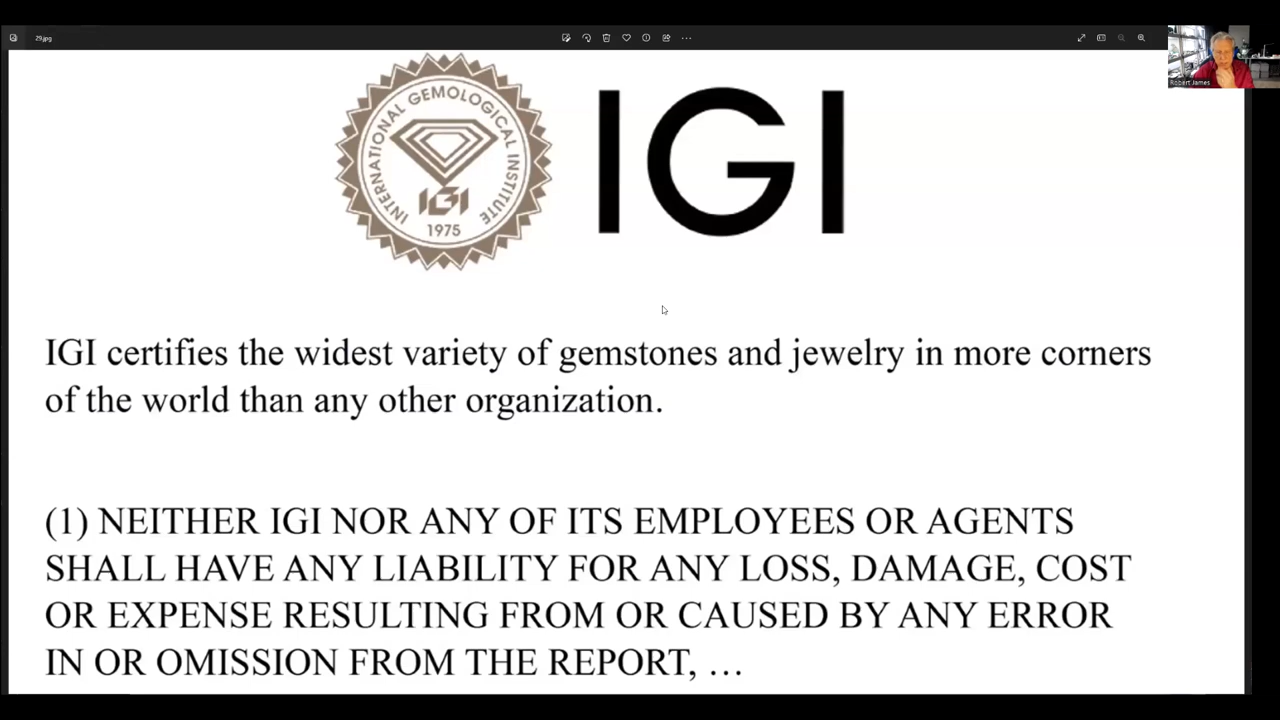 29.jpg
Robert James
INTERNATIONAL GEMOLOGICAL INSTITUTE
IGI
1975
IGI
IGI certifies the widest variety of gemstones and jewelry in more corners
of the world than any other organization.
(1) NEITHER IGI NOR ANY OF ITS EMPLOYEES OR AGENTS
SHALL HAVE ANY LIABILITY FOR ANY LOSS, DAMAGE, COST
OR EXPENSE RESULTING FROM OR CAUSED BY ANY ERROR
IN OR OMISSION FROM THE REPORT, …